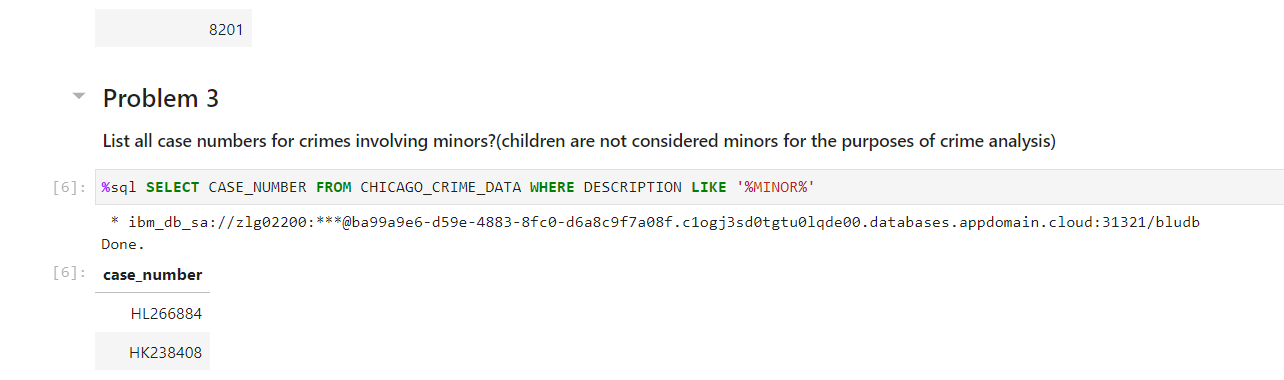 8201
Problem 3
List all case numbers for crimes involving minors?(children are not considered minors for the purposes of crime analysis)
[6]: %sql SELECT CASE_NUMBER FROM CHICAGO_CRIME_DATA WHERE DESCRIPTION LIKE '%MINOR%'
* ibm_db_sa://zlg02200:***@ba99a9e6-d59e-4883-8fc0-d6a8c9f7a08f.c1ogj3sd0tgtu0lqde00.databases.appdomain.cloud:31321/bludb
Done.
[6]: case_number
HL266884
HK238408